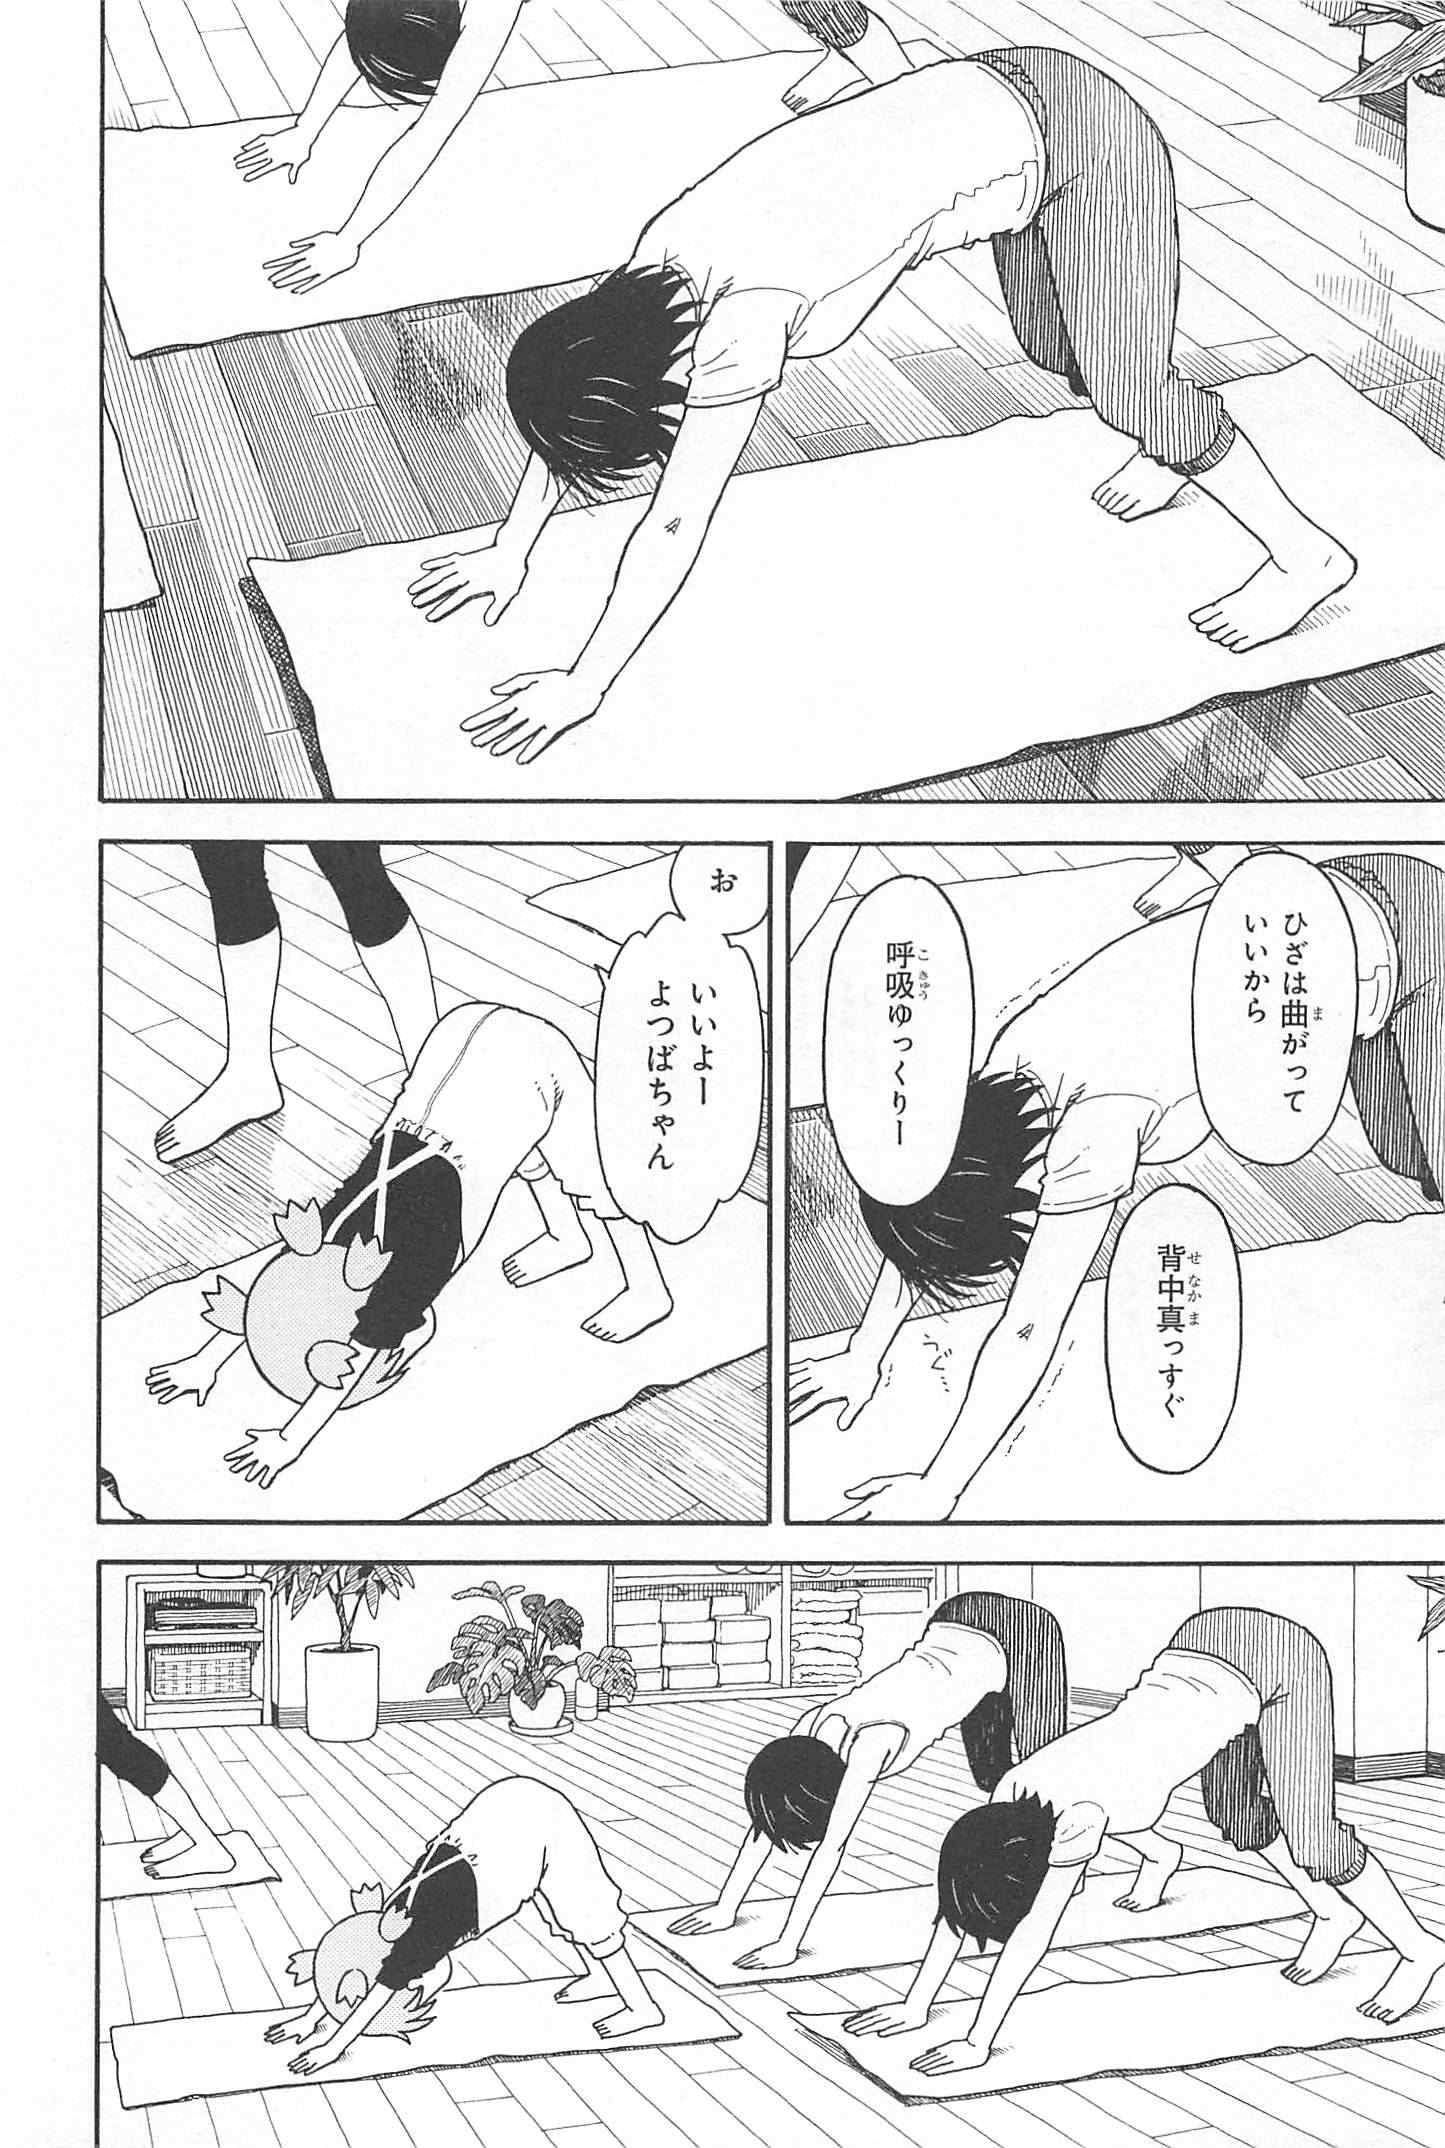 ひざは曲がって
いいから
背中真っすぐ
呼吸ゆっくりー
うぐ
お
いいよー
よつばちゃん